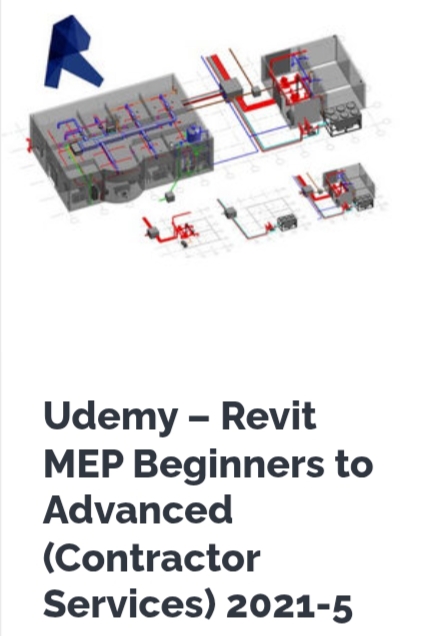 Udemy – Revit
MEP Beginners to
Advanced
(Contractor
Services) 2021-5